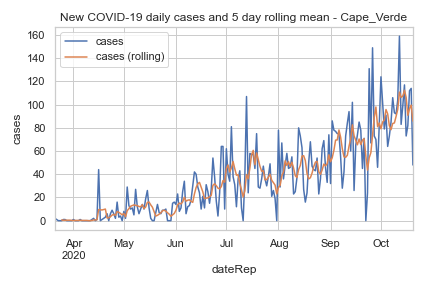 New COVID-19 daily cases and 5 day rolling mean - Cape_Verde
cases
cases (rolling)
160
140
120
100
80
60
40
20
0
cases
Apr May Jun Jul Aug Sep Oct
2020
dateRep